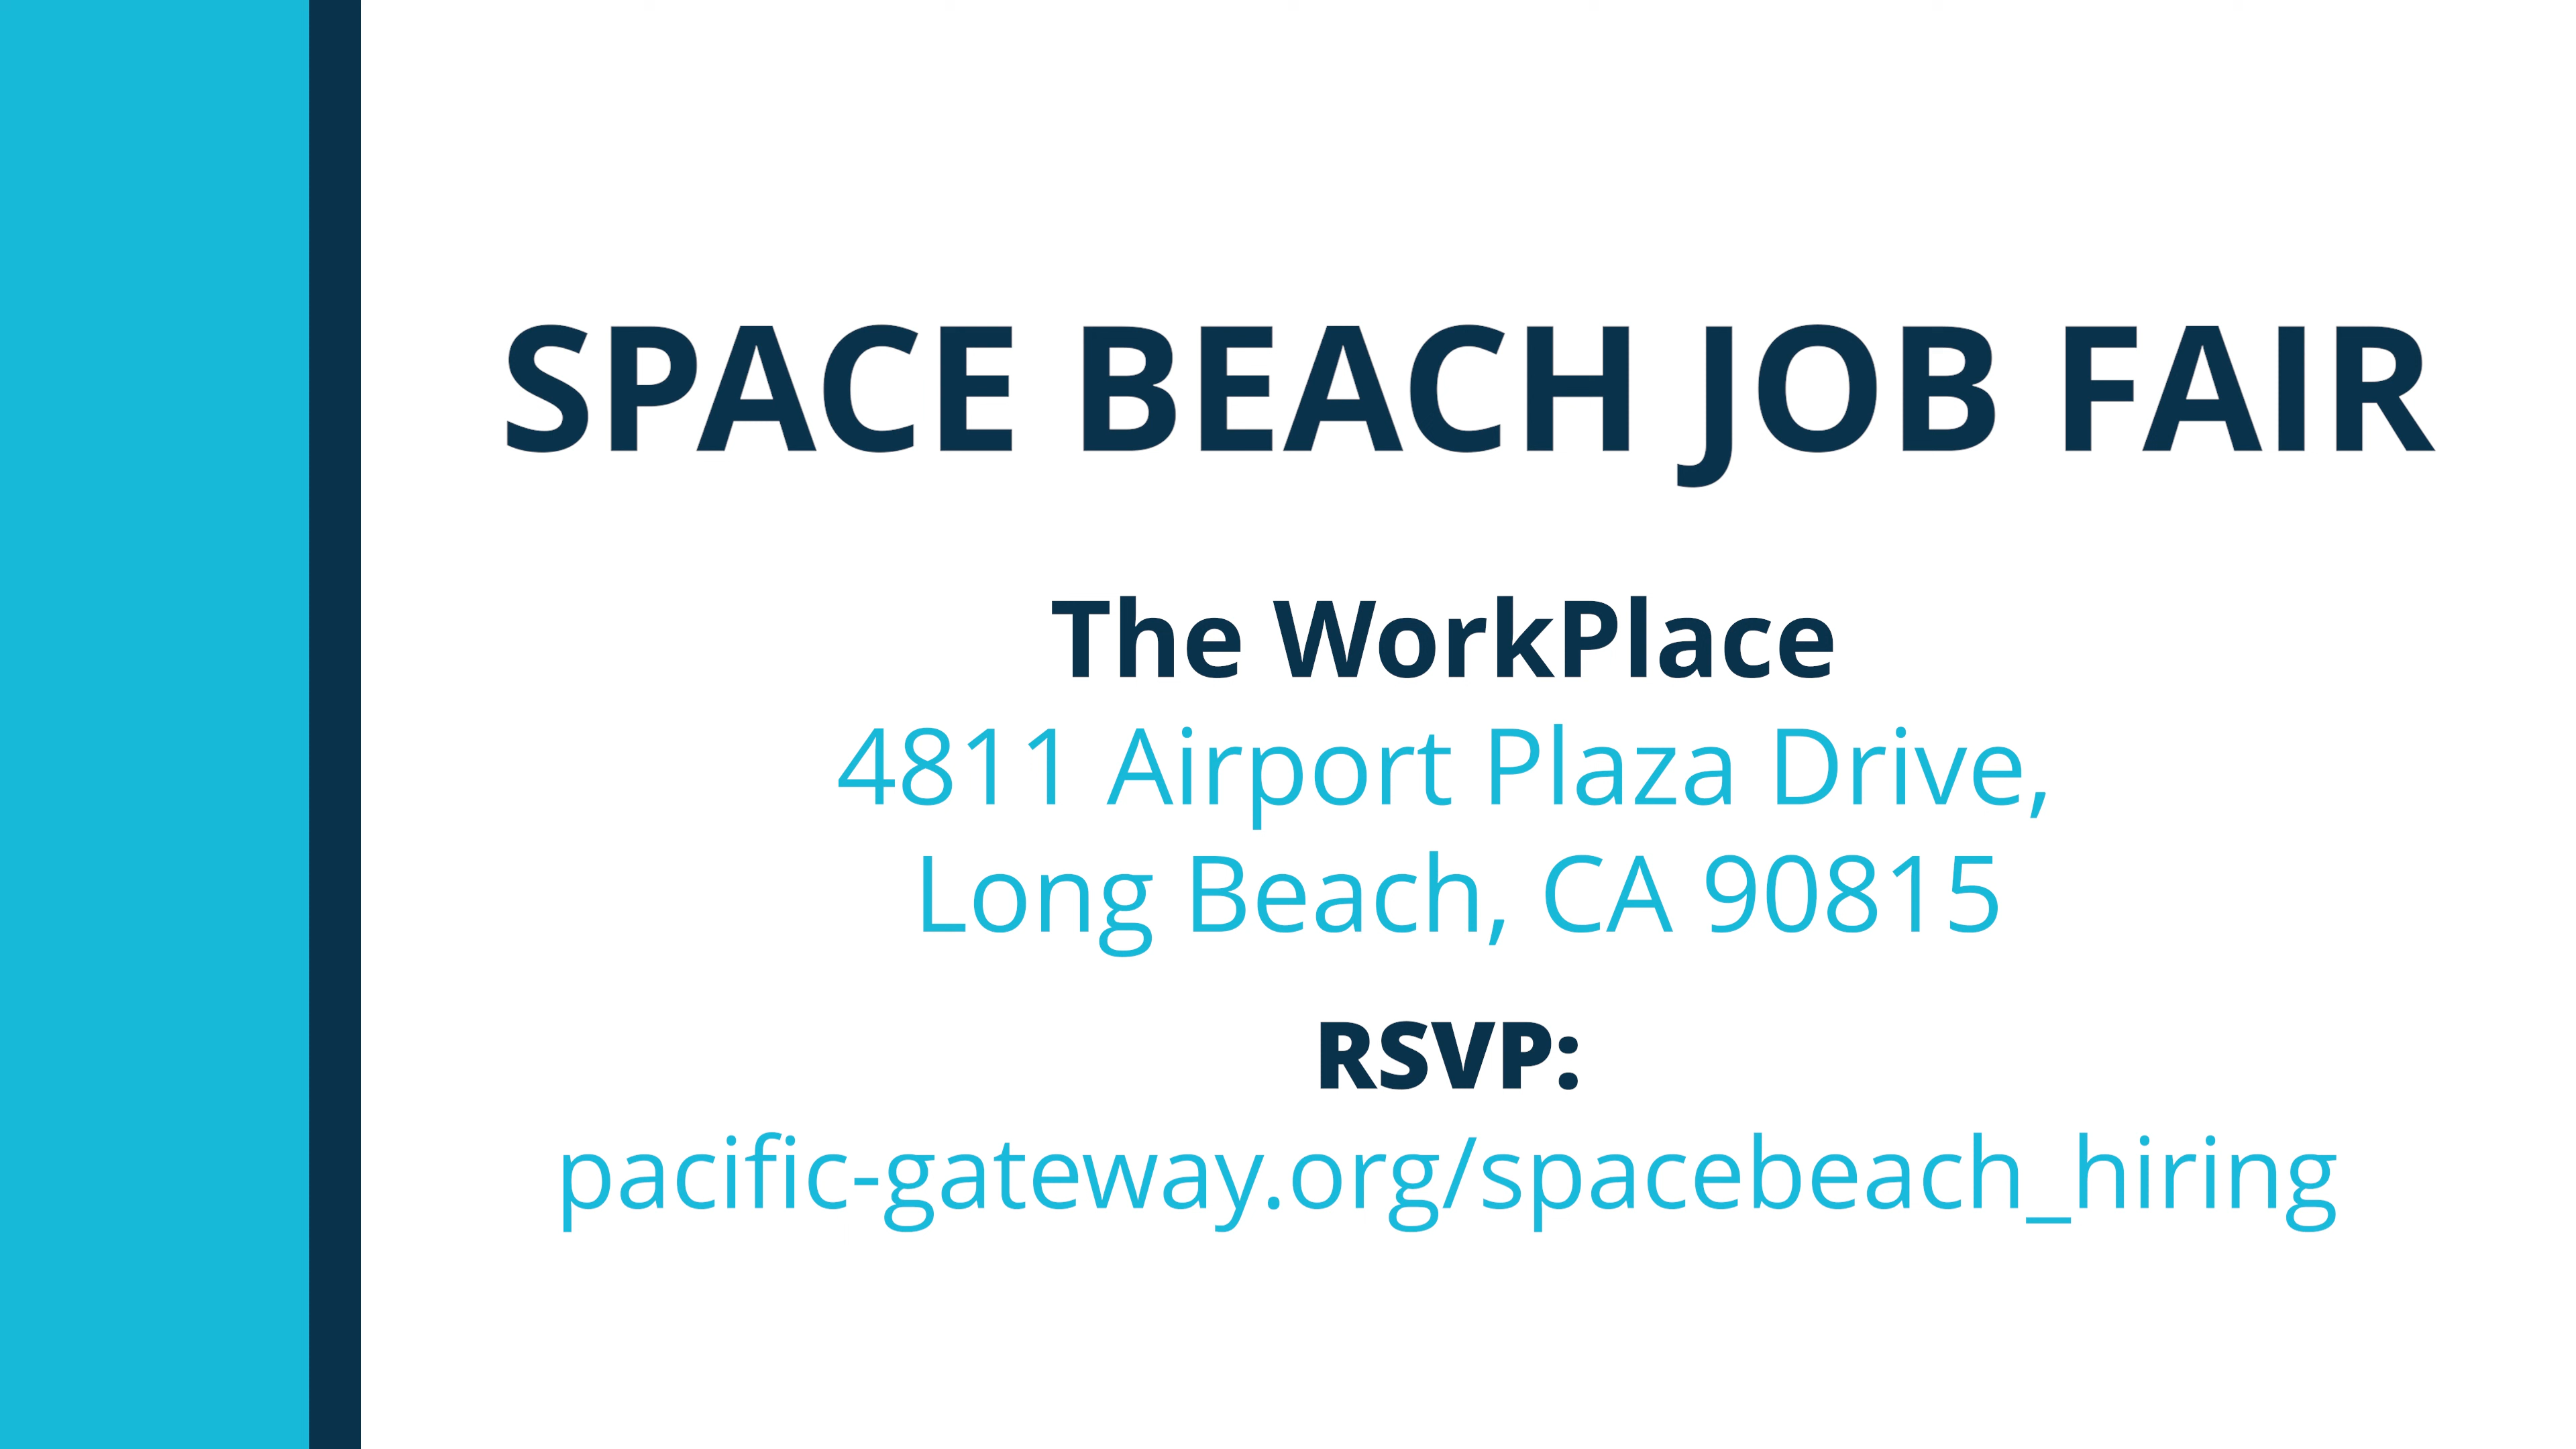 SPACE BEACH JOB FAIR
The WorkPlace
4811 Airport Plaza Drive,
Long Beach, CA 90815
RSVP:
pacific-gateway.org/spacebeach_hiring